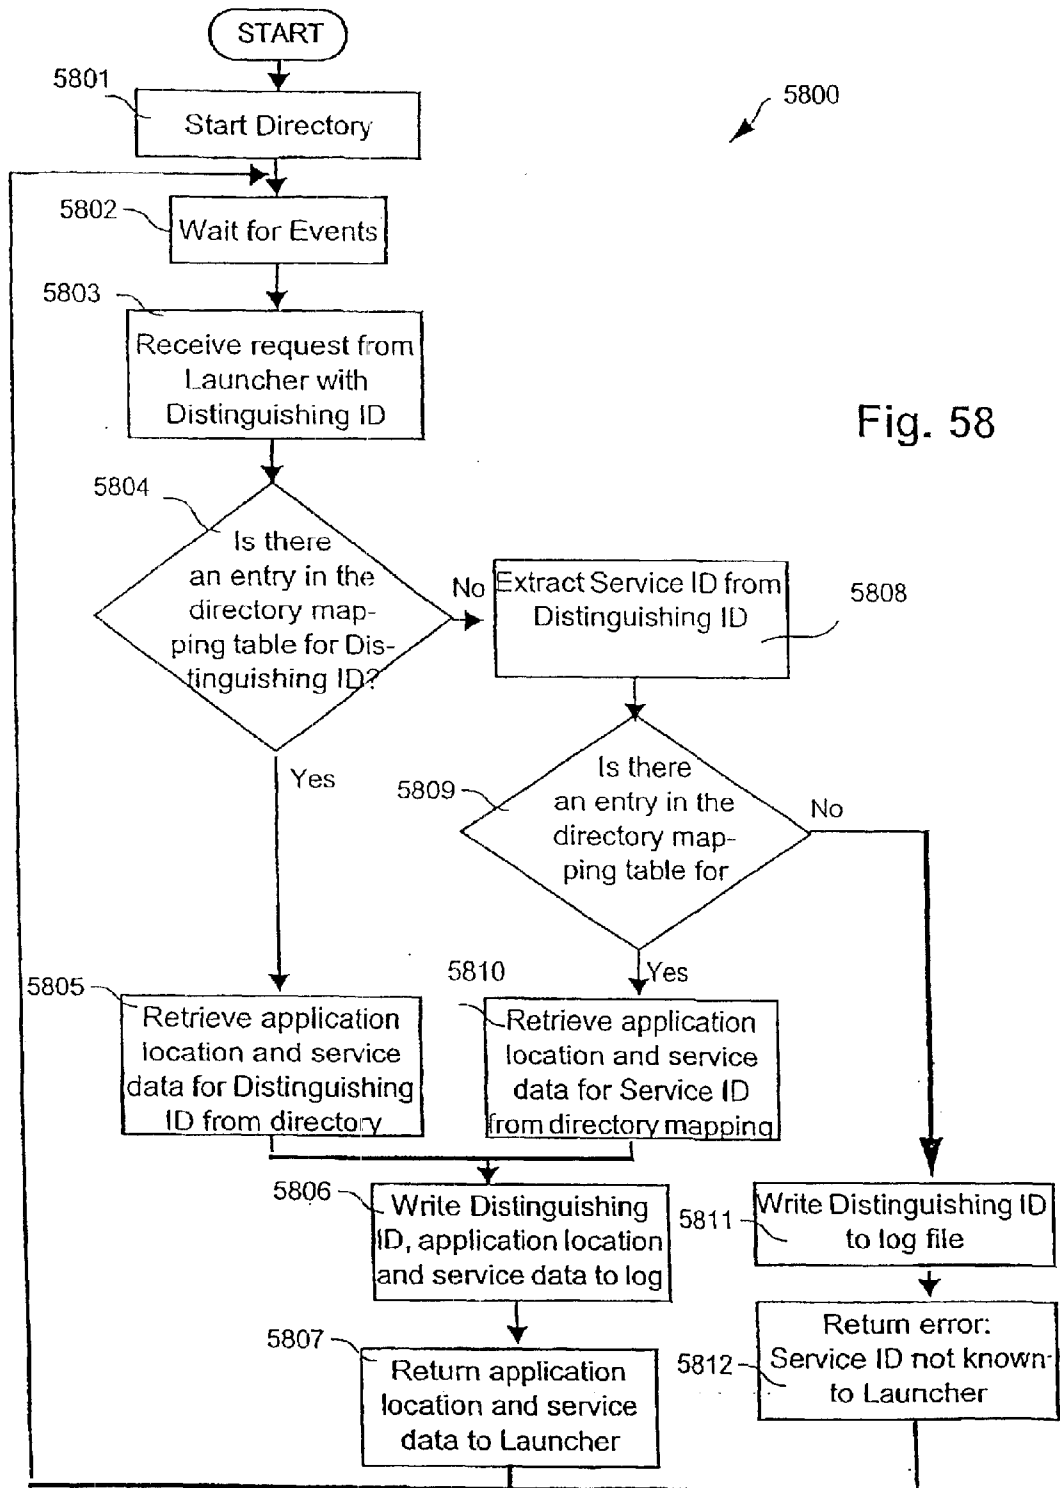 START
5801
Start Directory
5800
5802
Wait for Events
5803
Receive request from
Launcher with
Distinguishing ID
Fig. 58
5804
Is there
an entry in the
directory map-
ping table for Dis-
tinguishing ID?
No
Extract Service ID from
Distinguishing ID
5808
Yes
5809
Is there
an entry in the
directory map-
ping table for
No
5805
Retrieve application
location and service
data for Distinguishing
ID from directory
5810
Yes
Retrieve application
location and service
data for Service ID
from directory mapping
5806
Write Distinguishing
ID, application location
and service data to log
5811
Write Distinguishing ID
to log file
5807
Return application
location and service
data to Launcher
5812
Return error:
Service ID not known
to Launcher